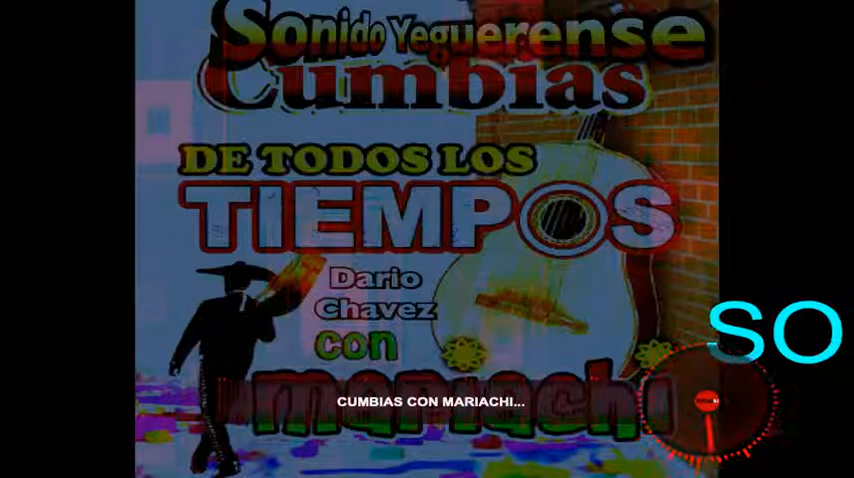 Sonido Yeguerense
Cumbias
DE TODOS LOS
TIEMPOS
Dario
Chavez
con
mariachi
CUMBIAS CON MARIACHI...
SO